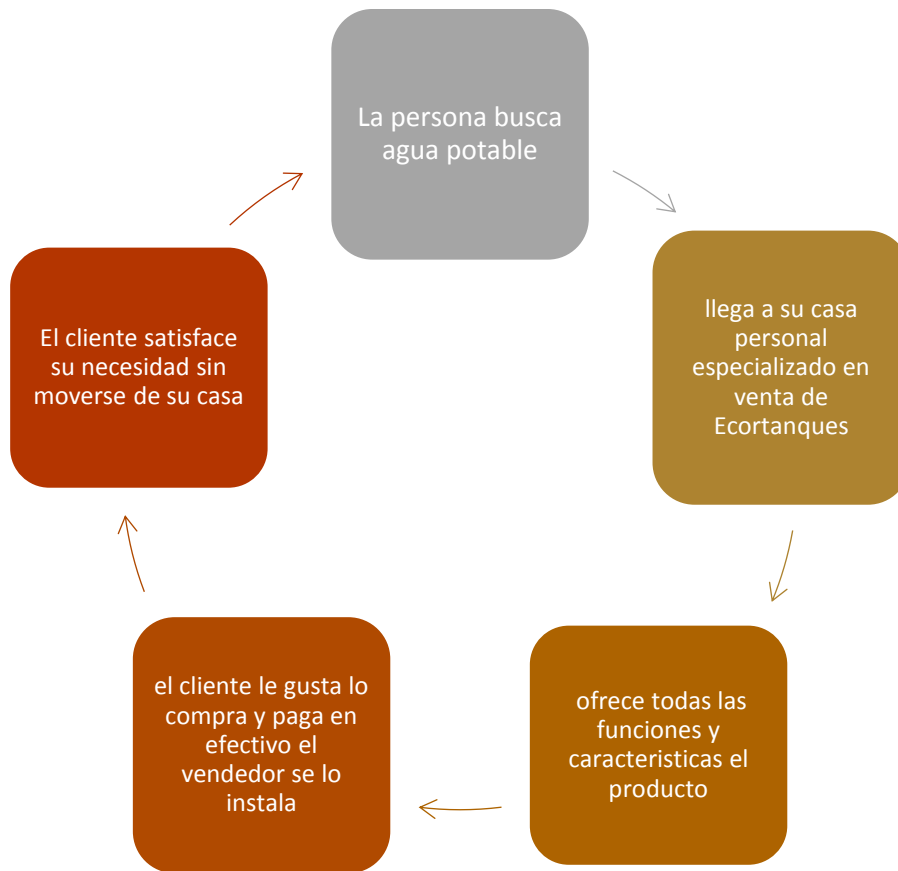 La persona busca
agua potable
llega a su casa
personal
especializado en
venta de
Ecortanques
ofrece todas las
funciones y
caracteristicas el
producto
el cliente le gusta lo
compra y paga en
efectivo el
vendedor se lo
instala
El cliente satisface
su necesidad sin
moverse de su casa